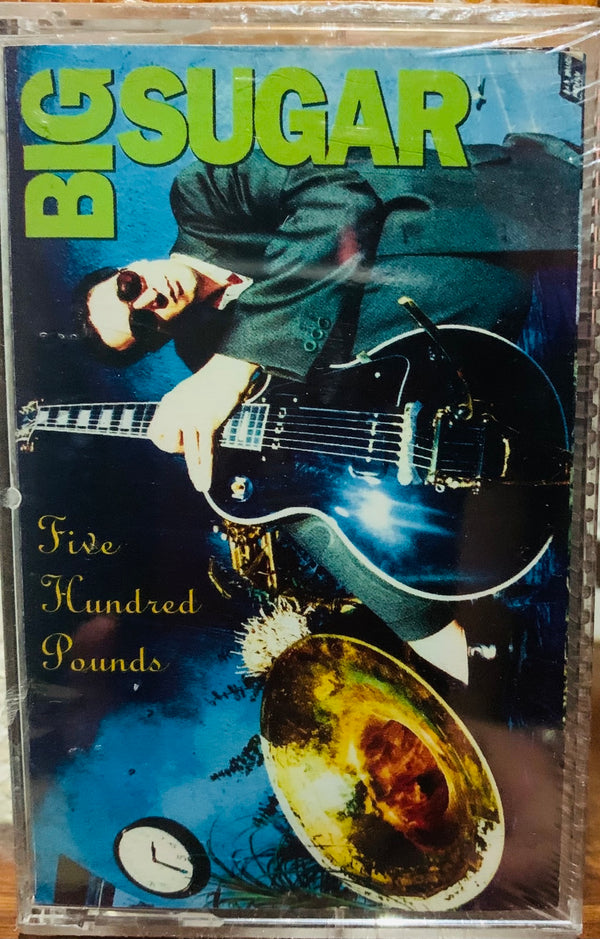 BIG SUGAR
Five
Hundred
Pounds